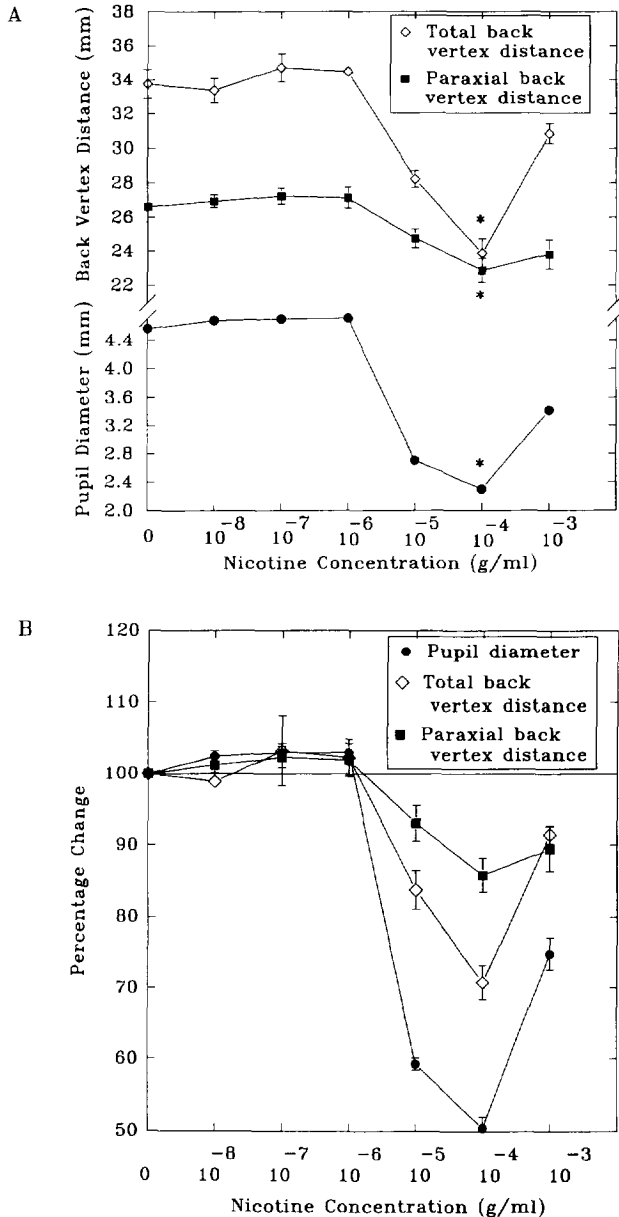 A
Back Vertex Distance (mm)
38
36
34
32
30
28
26
24
22
Total back
vertex distance
Paraxial back
vertex distance
*
*
Pupil Diameter (mm)
4.4
3.6
3.2
2.8
2.4
2.0
*
0 10⁻⁸ 10⁻⁷ 10⁻⁶ 10⁻⁵ 10⁻⁴ 10⁻³
Nicotine Concentration (g/ml)
B
Percentage Change
120
110
100
90
80
70
60
50
Pupil diameter
Total back
vertex distance
Paraxial back
vertex distance
0 10⁻⁸ 10⁻⁷ 10⁻⁶ 10⁻⁵ 10⁻⁴ 10⁻³
Nicotine Concentration (g/ml)